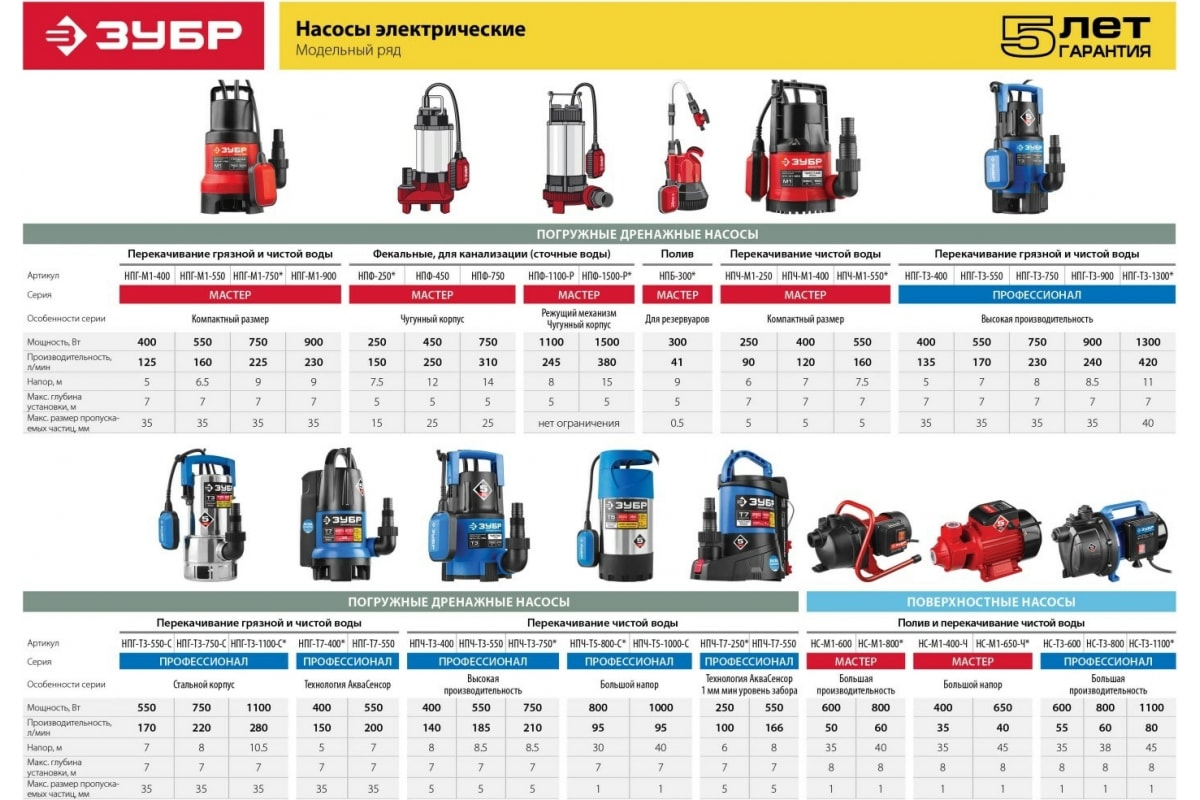 ЗУБР
Насосы электрические
Модельный ряд
5 лет ГАРАНТИЯ
ПОГРУЖНЫЕ ДРЕНАЖНЫЕ НАСОСЫ
Перекачивание грязной и чистой воды Фекальные, для канализации (сточные воды) Полив Перекачивание чистой воды Перекачивание грязной и чистой воды
Артикул НПГ-М1-400 НПГ-М1-550 НПГ-М1-750* НПГ-М1-900 НПФ-250* НПФ-450 НПФ-750 НПФ-1100-Р НПФ-1500-Р* НПБ-300* НПЧ-М1-250 НПЧ-М1-400 НПЧ-М1-550* НПГ-Т3-400 НПГ-Т3-550 НПГ-Т3-750 НПГ-Т3-900 НПГ-Т3-1300*
Серия МАСТЕР МАСТЕР МАСТЕР МАСТЕР МАСТЕР ПРОФЕССИОНАЛ
Особенности серии Компактный размер Чугунный корпус Режущий механизм Чугунный корпус Для резервуаров Компактный размер Высокая производительность
Мощность, Вт 400 550 750 900 250 450 750 1100 1500 300 250 400 550 400 550 750 900 1300
Производительность, л/мин 125 160 225 230 150 250 310 245 380 41 90 120 160 135 170 230 240 420
Напор, м 5 6.5 9 9 7.5 12 14 8 15 9 6 7 7.5 5 7 8 8.5 11
Макс. глубина установки, м 7 7 7 7 5 5 5 5 5 5 7 7 7 7 7 7 7 7
Макс. размер пропуска-емых частиц, мм 35 35 35 35 15 25 25 нет ограничения 0.5 5 5 5 35 35 35 35 40
ПОГРУЖНЫЕ ДРЕНАЖНЫЕ НАСОСЫ ПОВЕРХНОСТНЫЕ НАСОСЫ
Перекачивание грязной и чистой воды Перекачивание чистой воды Полив и перекачивание чистой воды
Артикул НПГ-Т3-550-С НПГ-Т3-750-С НПГ-Т3-1100-С* НПГ-Т7-400* НПГ-Т7-550 НПЧ-Т3-400 НПЧ-Т3-550 НПЧ-Т3-750* НПЧ-Т5-800-С* НПЧ-Т5-1000-С НПЧ-Т7-250* НПЧ-Т7-550 НС-М1-600 НС-М1-800* НС-М1-400-Ч НС-М1-650-Ч* НС-Т3-600 НС-Т3-800 НС-Т3-1100*
Серия ПРОФЕССИОНАЛ ПРОФЕССИОНАЛ ПРОФЕССИОНАЛ ПРОФЕССИОНАЛ ПРОФЕССИОНАЛ МАСТЕР МАСТЕР ПРОФЕССИОНАЛ
Особенности серии Стальной корпус Технология АкваСенсор Высокая производительность Большой напор Технология АкваСенсор 1 мм мин уровень забора Большая производительность Большой напор Большая производительность
Мощность, Вт 550 750 1100 400 550 400 550 750 800 1000 250 550 600 800 400 650 600 800 1100
Производительность, л/мин 170 220 280 150 200 140 185 210 95 95 100 166 50 60 35 40 55 60 80
Напор, м 7 8 10.5 5 7 8 8.5 8.5 30 40 6 8 35 40 35 45 35 38 45
Макс. глубина установки, м 7 7 7 7 7 7 7 7 7 7 7 7 8 8 8 8 8 8 8
Макс. размер пропуска-емых частиц, мм 35 35 35 35 35 5 5 5 1 1 5 5 1 1 1 1 1 1 1